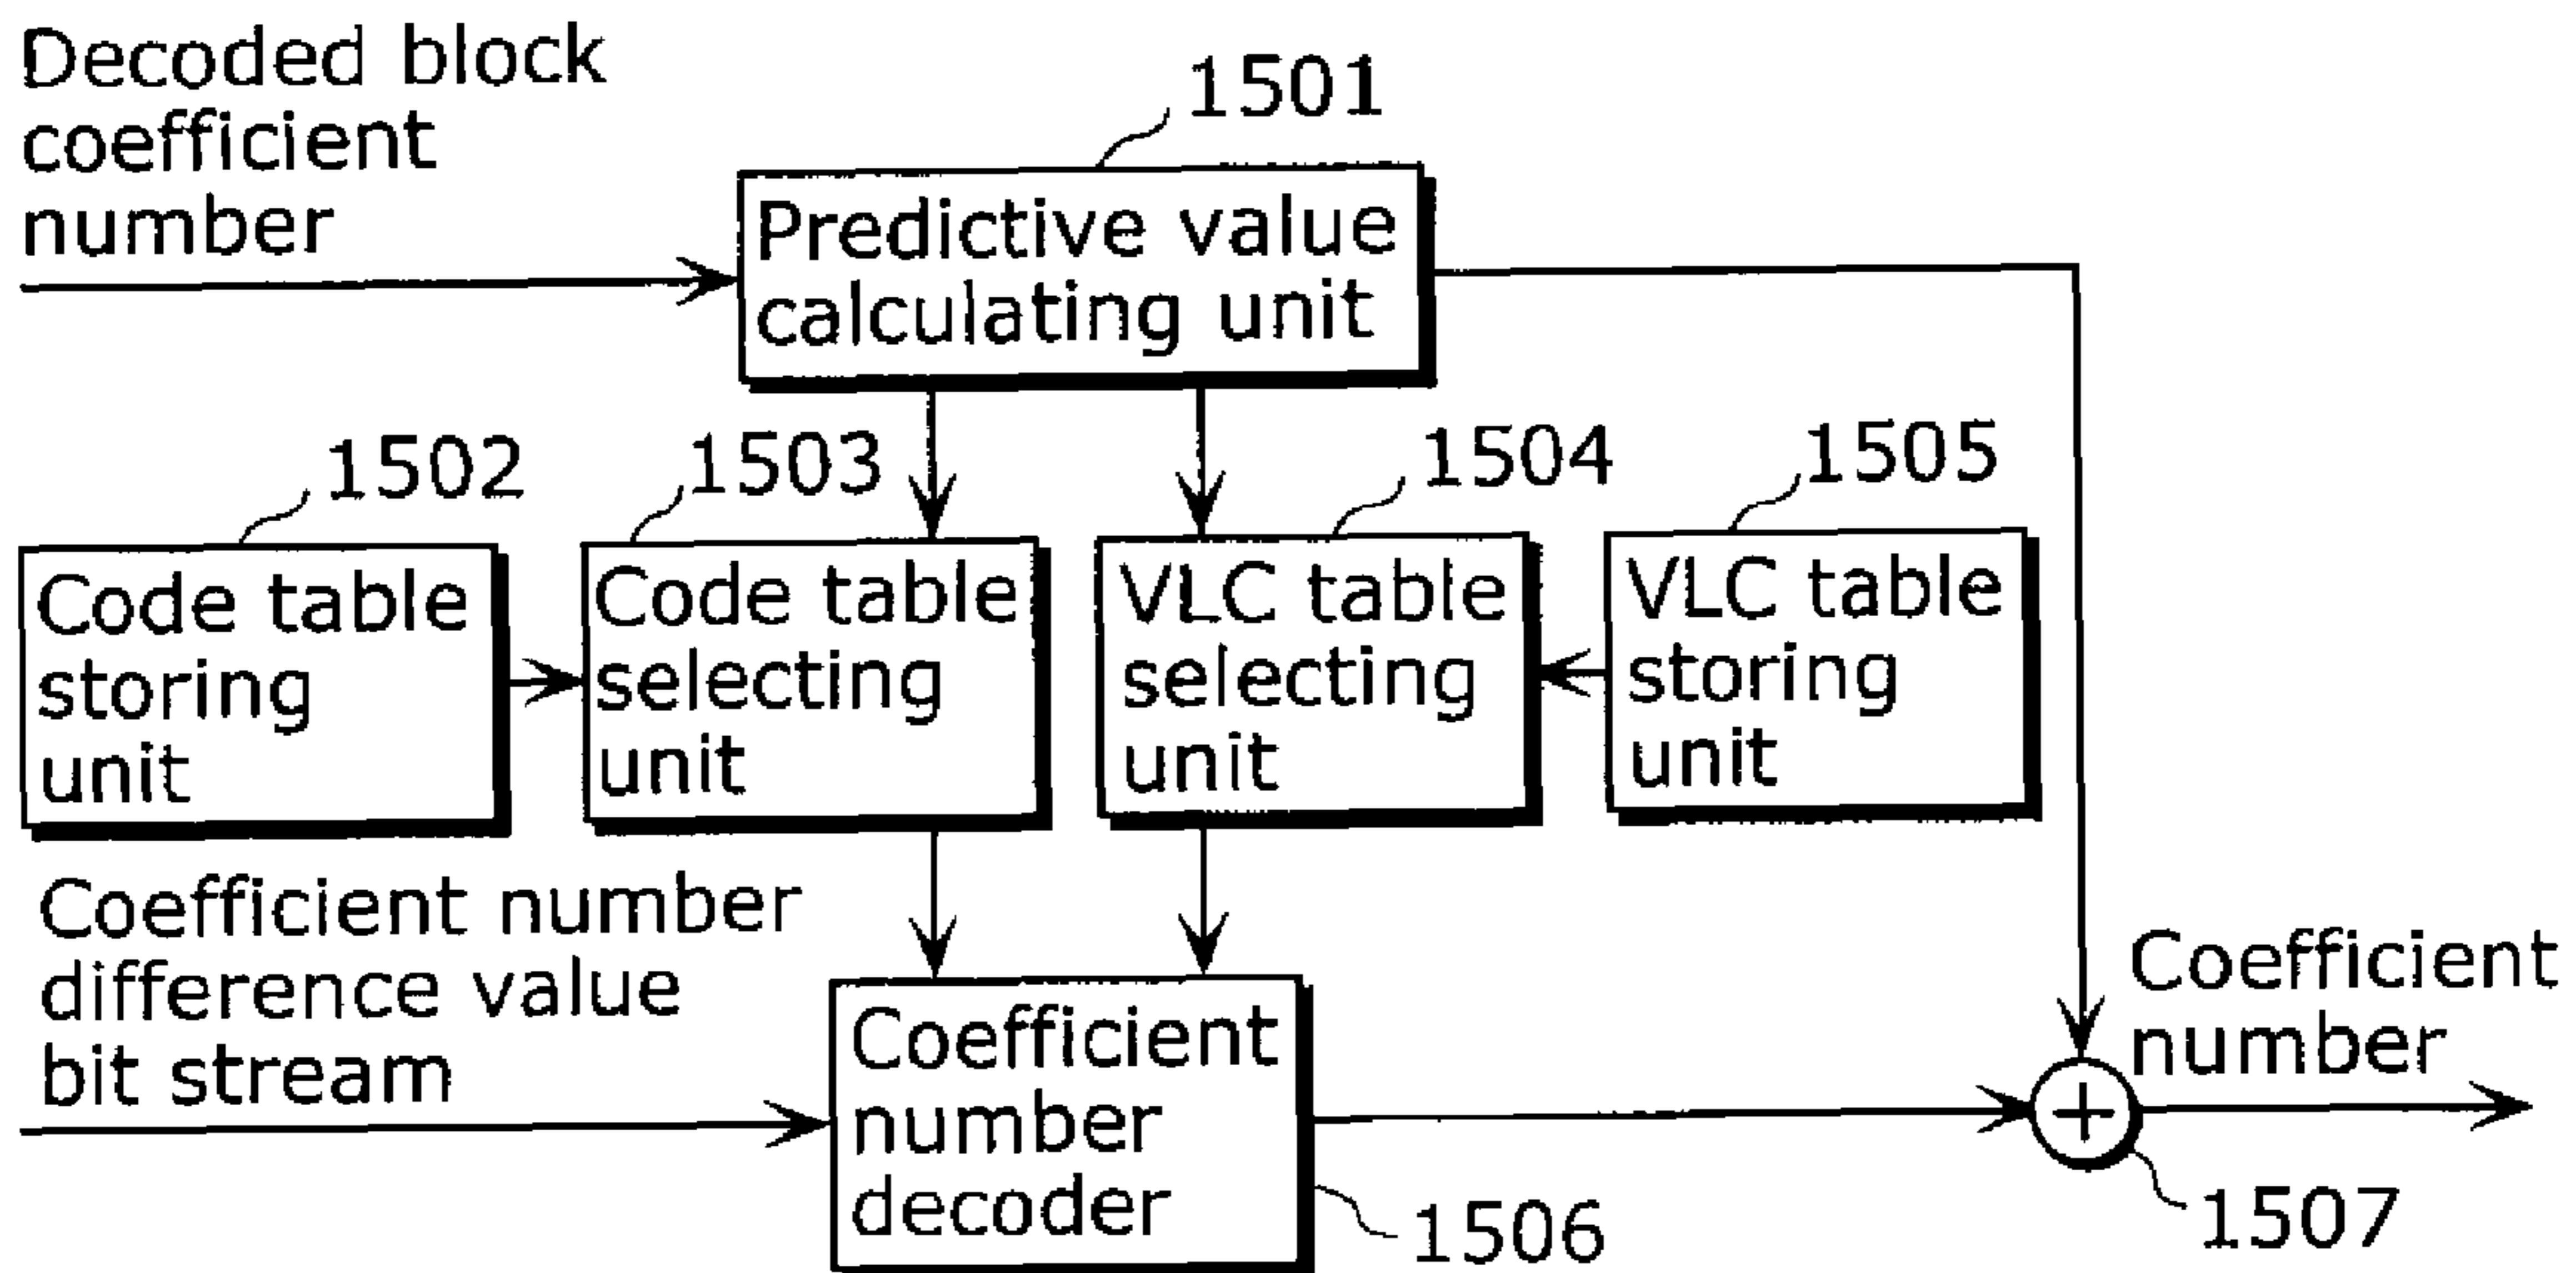 Decoded block
coefficient
number
1501
Predictive value
calculating unit
1502
1503
1504
1505
Code table
storing
unit
Code table
selecting
unit
VLC table
selecting
unit
VLC table
storing
unit
Coefficient number
difference value
bit stream
Coefficient
number
decoder
1506
+
Coefficient
number
1507